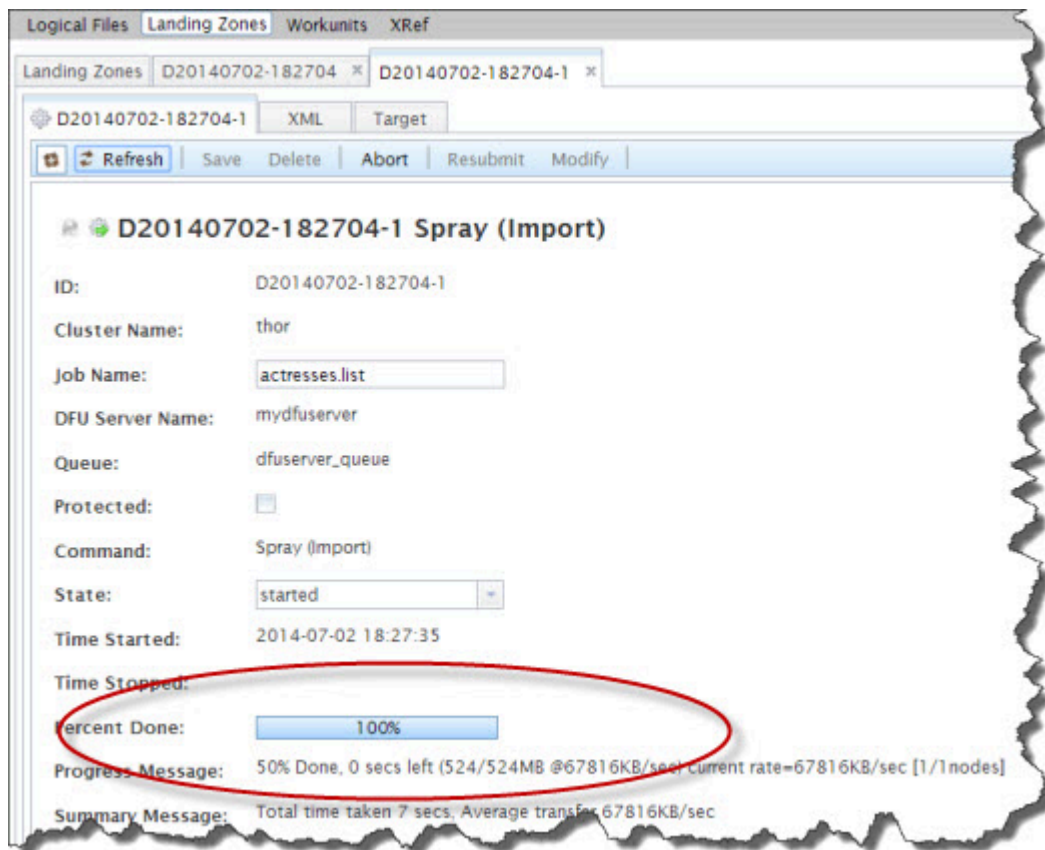 Logical Files Landing Zones Workunits XRef
Landing Zones D20140702-182704 × D20140702-182704-1 ×
D20140702-182704-1 XML Target
Refresh Save Delete Abort Resubmit Modify
D20140702-182704-1 Spray (Import)
ID: D20140702-182704-1
Cluster Name: thor
Job Name: actresses.list
DFU Server Name: mydfuserver
Queue: dfuserver_queue
Protected:
Command: Spray (Import)
State: started
Time Started: 2014-07-02 18:27:35
Time Stopped:
Percent Done: 100%
Progress Message: 50% Done, 0 secs left (524/524MB @67816KB/sec) current rate=67816KB/sec [1/1nodes]
Summary Message: Total time taken 7 secs, Average transfer 67816KB/sec